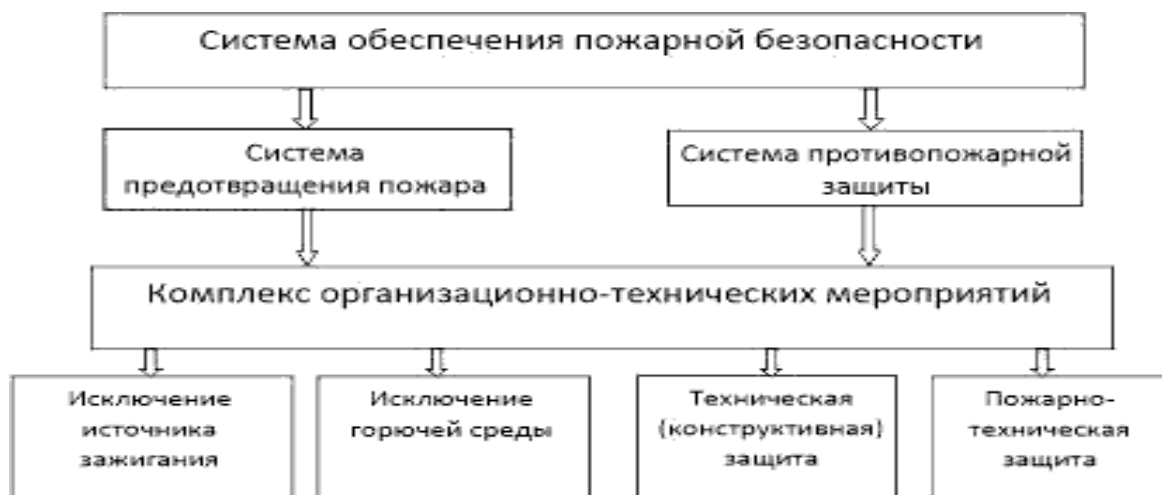 Система обеспечения пожарной безопасности
Система
предотвращения пожара
Система противопожарной
защиты
Комплекс организационно-технических мероприятий
Исключение
источника
зажигания
Исключение
горючей среды
Техническая
(конструктивная)
защита
Пожарно-
техническая
защита